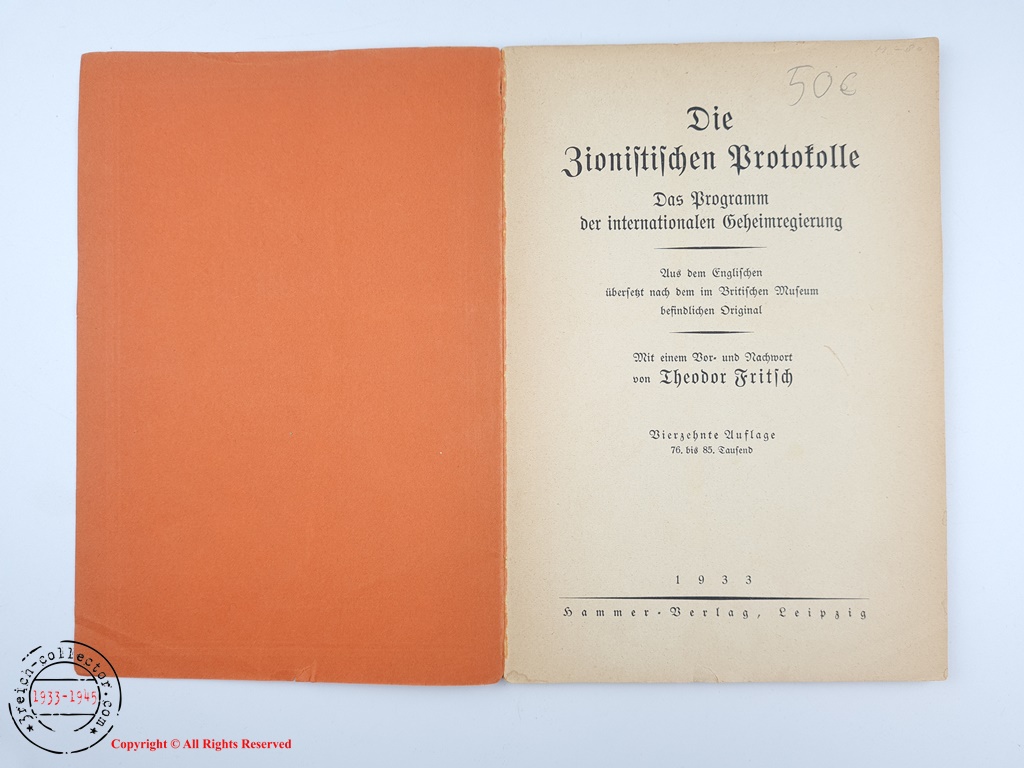 50€
Die
Zionistischen Protokolle
Das Programm
der internationalen Geheimregierung
Aus dem Englischen
übersetzt nach dem im Britischen Museum
befindlichen Original
Mit einem Vor- und Nachwort
von Theodor Fritsch
Vierzehnte Auflage
76. bis 85. Tausend
1933
Hammer-Verlag, Leipzig
3reich-collector.com
1933-1945
Copyright © All Rights Reserved